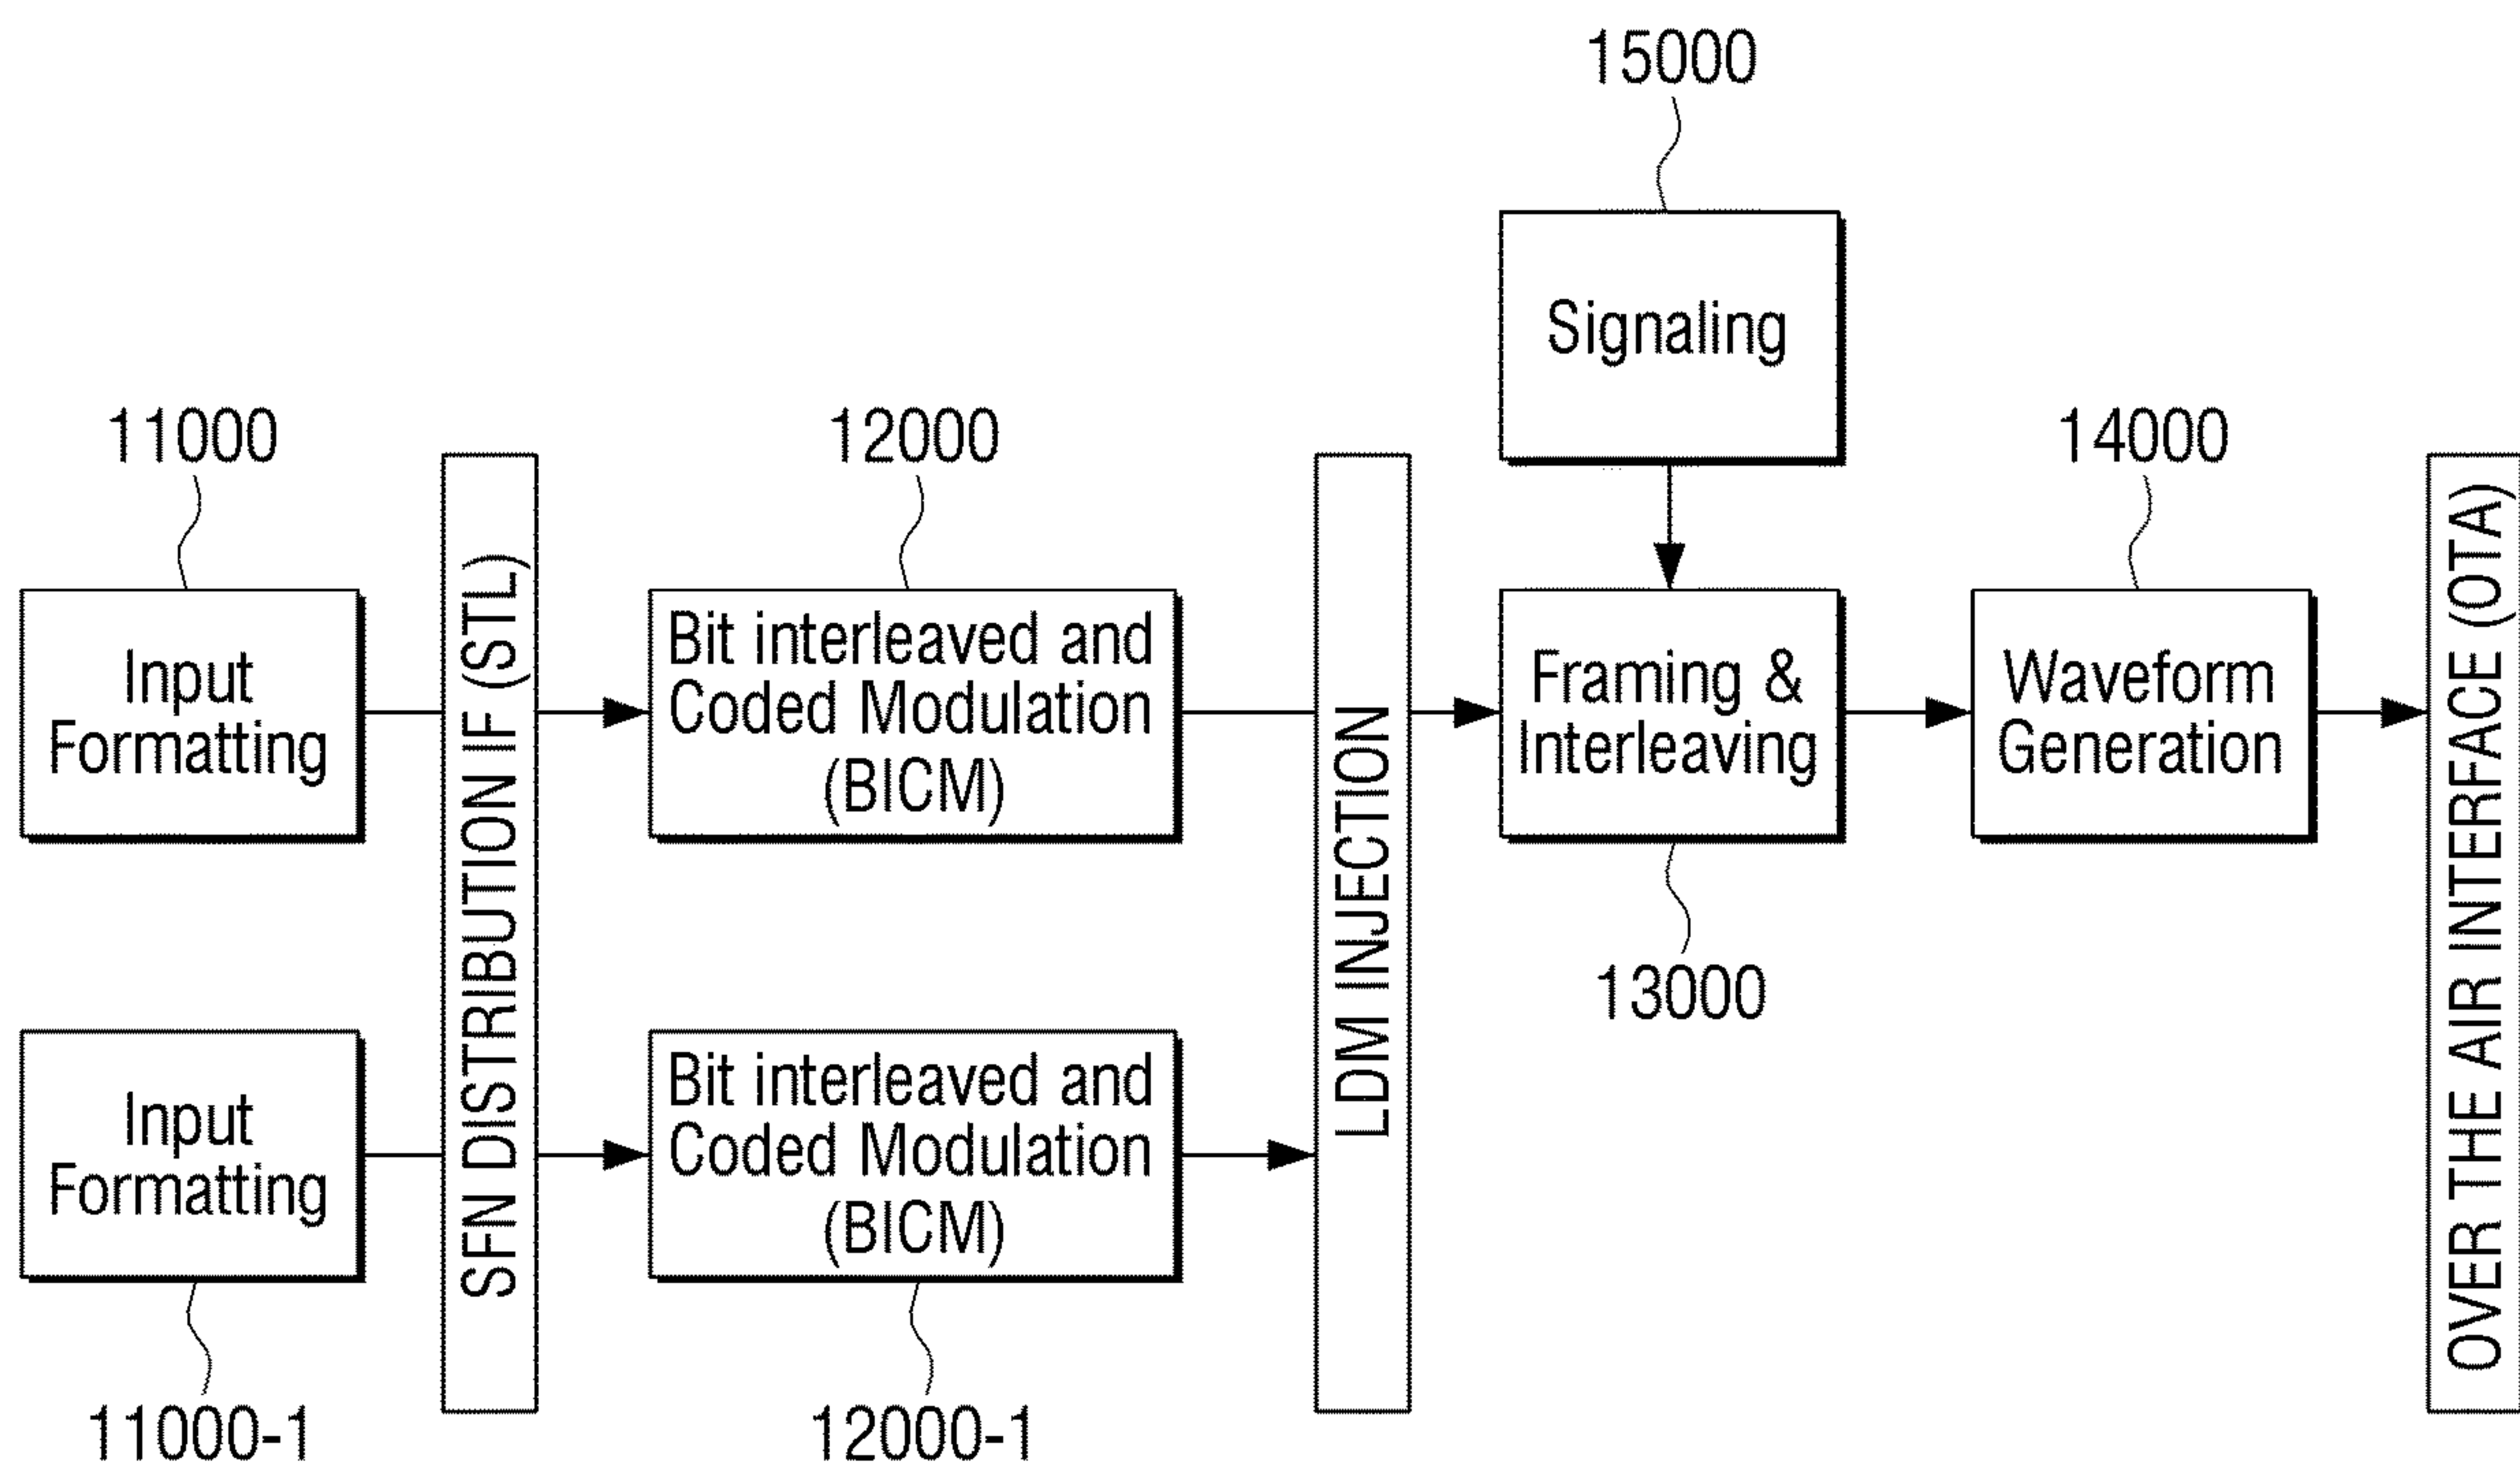 15000
Signaling
11000
12000
14000
Input
Formatting
SFN DISTRIBUTION IF (STL)
Bit interleaved and
Coded Modulation
(BICM)
LDM INJECTION
Framing &
Interleaving
Waveform
Generation
OVER THE AIR INTERFACE (OTA)
13000
Input
Formatting
Bit interleaved and
Coded Modulation
(BICM)
11000-1
12000-1